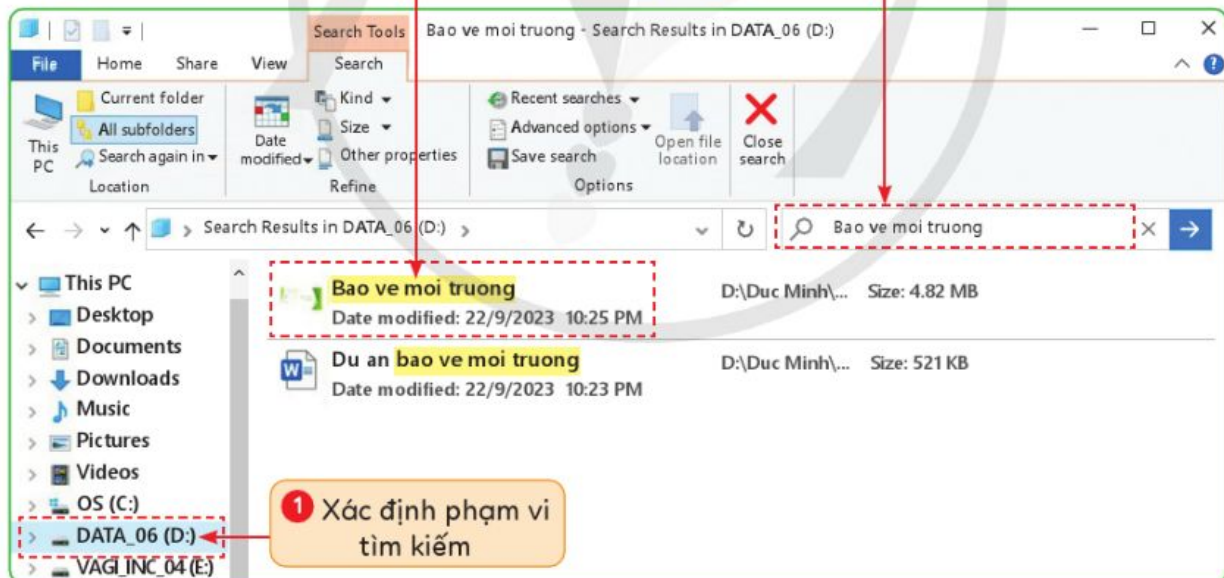 Search Tools
Bao ve moi truong - Search Results in DATA_06 (D:)
File
Home
Share
View
Search
This PC
Current folder
All subfolders
Search again in
Location
Date modified
Kind
Size
Other properties
Refine
Recent searches
Advanced options
Save search
Open file location
Options
Close search
Search Results in DATA_06 (D:)
Bao ve moi truong
This PC
Desktop
Documents
Downloads
Music
Pictures
Videos
OS (C:)
DATA_06 (D:)
VAGI_INC_04 (E:)
Bao ve moi truong
D:\Duc Minh\... Size: 4.82 MB
Date modified: 22/9/2023 10:25 PM
Du an bao ve moi truong
D:\Duc Minh\... Size: 521 KB
Date modified: 22/9/2023 10:23 PM
1 Xác định phạm vi
tìm kiếm